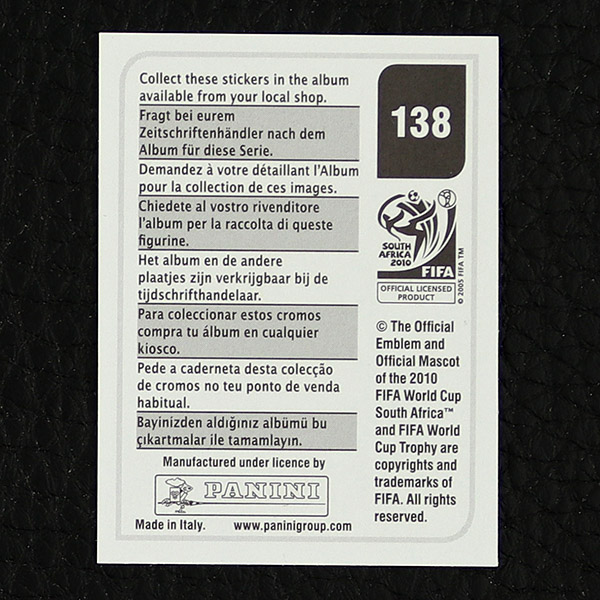 Collect these stickers in the album
available from your local shop.
Fragt bei eurem
Zeitschriftenhändler nach dem
Album für diese Serie.
Demandez à votre détaillant l'Album
pour la collection de ces images.
Chiedete al vostro rivenditore
l'album per la raccolta di queste
figurine.
Het album en de andere
plaatjes zijn verkrijgbaar bij de
tijdschrifthandelaar.
Para coleccionar estos cromos
compra tu álbum en cualquier
kiosco.
Pede a caderneta desta colecção
de cromos no teu ponto de venda
habitual.
Bayinizden aldığınız albümü bu
çıkartmalar ile tamamlayın.
Manufactured under licence by
PANINI
Made in Italy. www.paninigroup.com
138
SOUTH
AFRICA
2010
FIFA
OFFICIAL LICENSED
PRODUCT
© 2005 FIFA TM
© The Official
Emblem and
Official Mascot
of the 2010
FIFA World Cup
South Africa™
and FIFA World
Cup Trophy are
copyrights and
trademarks of
FIFA. All rights
reserved.